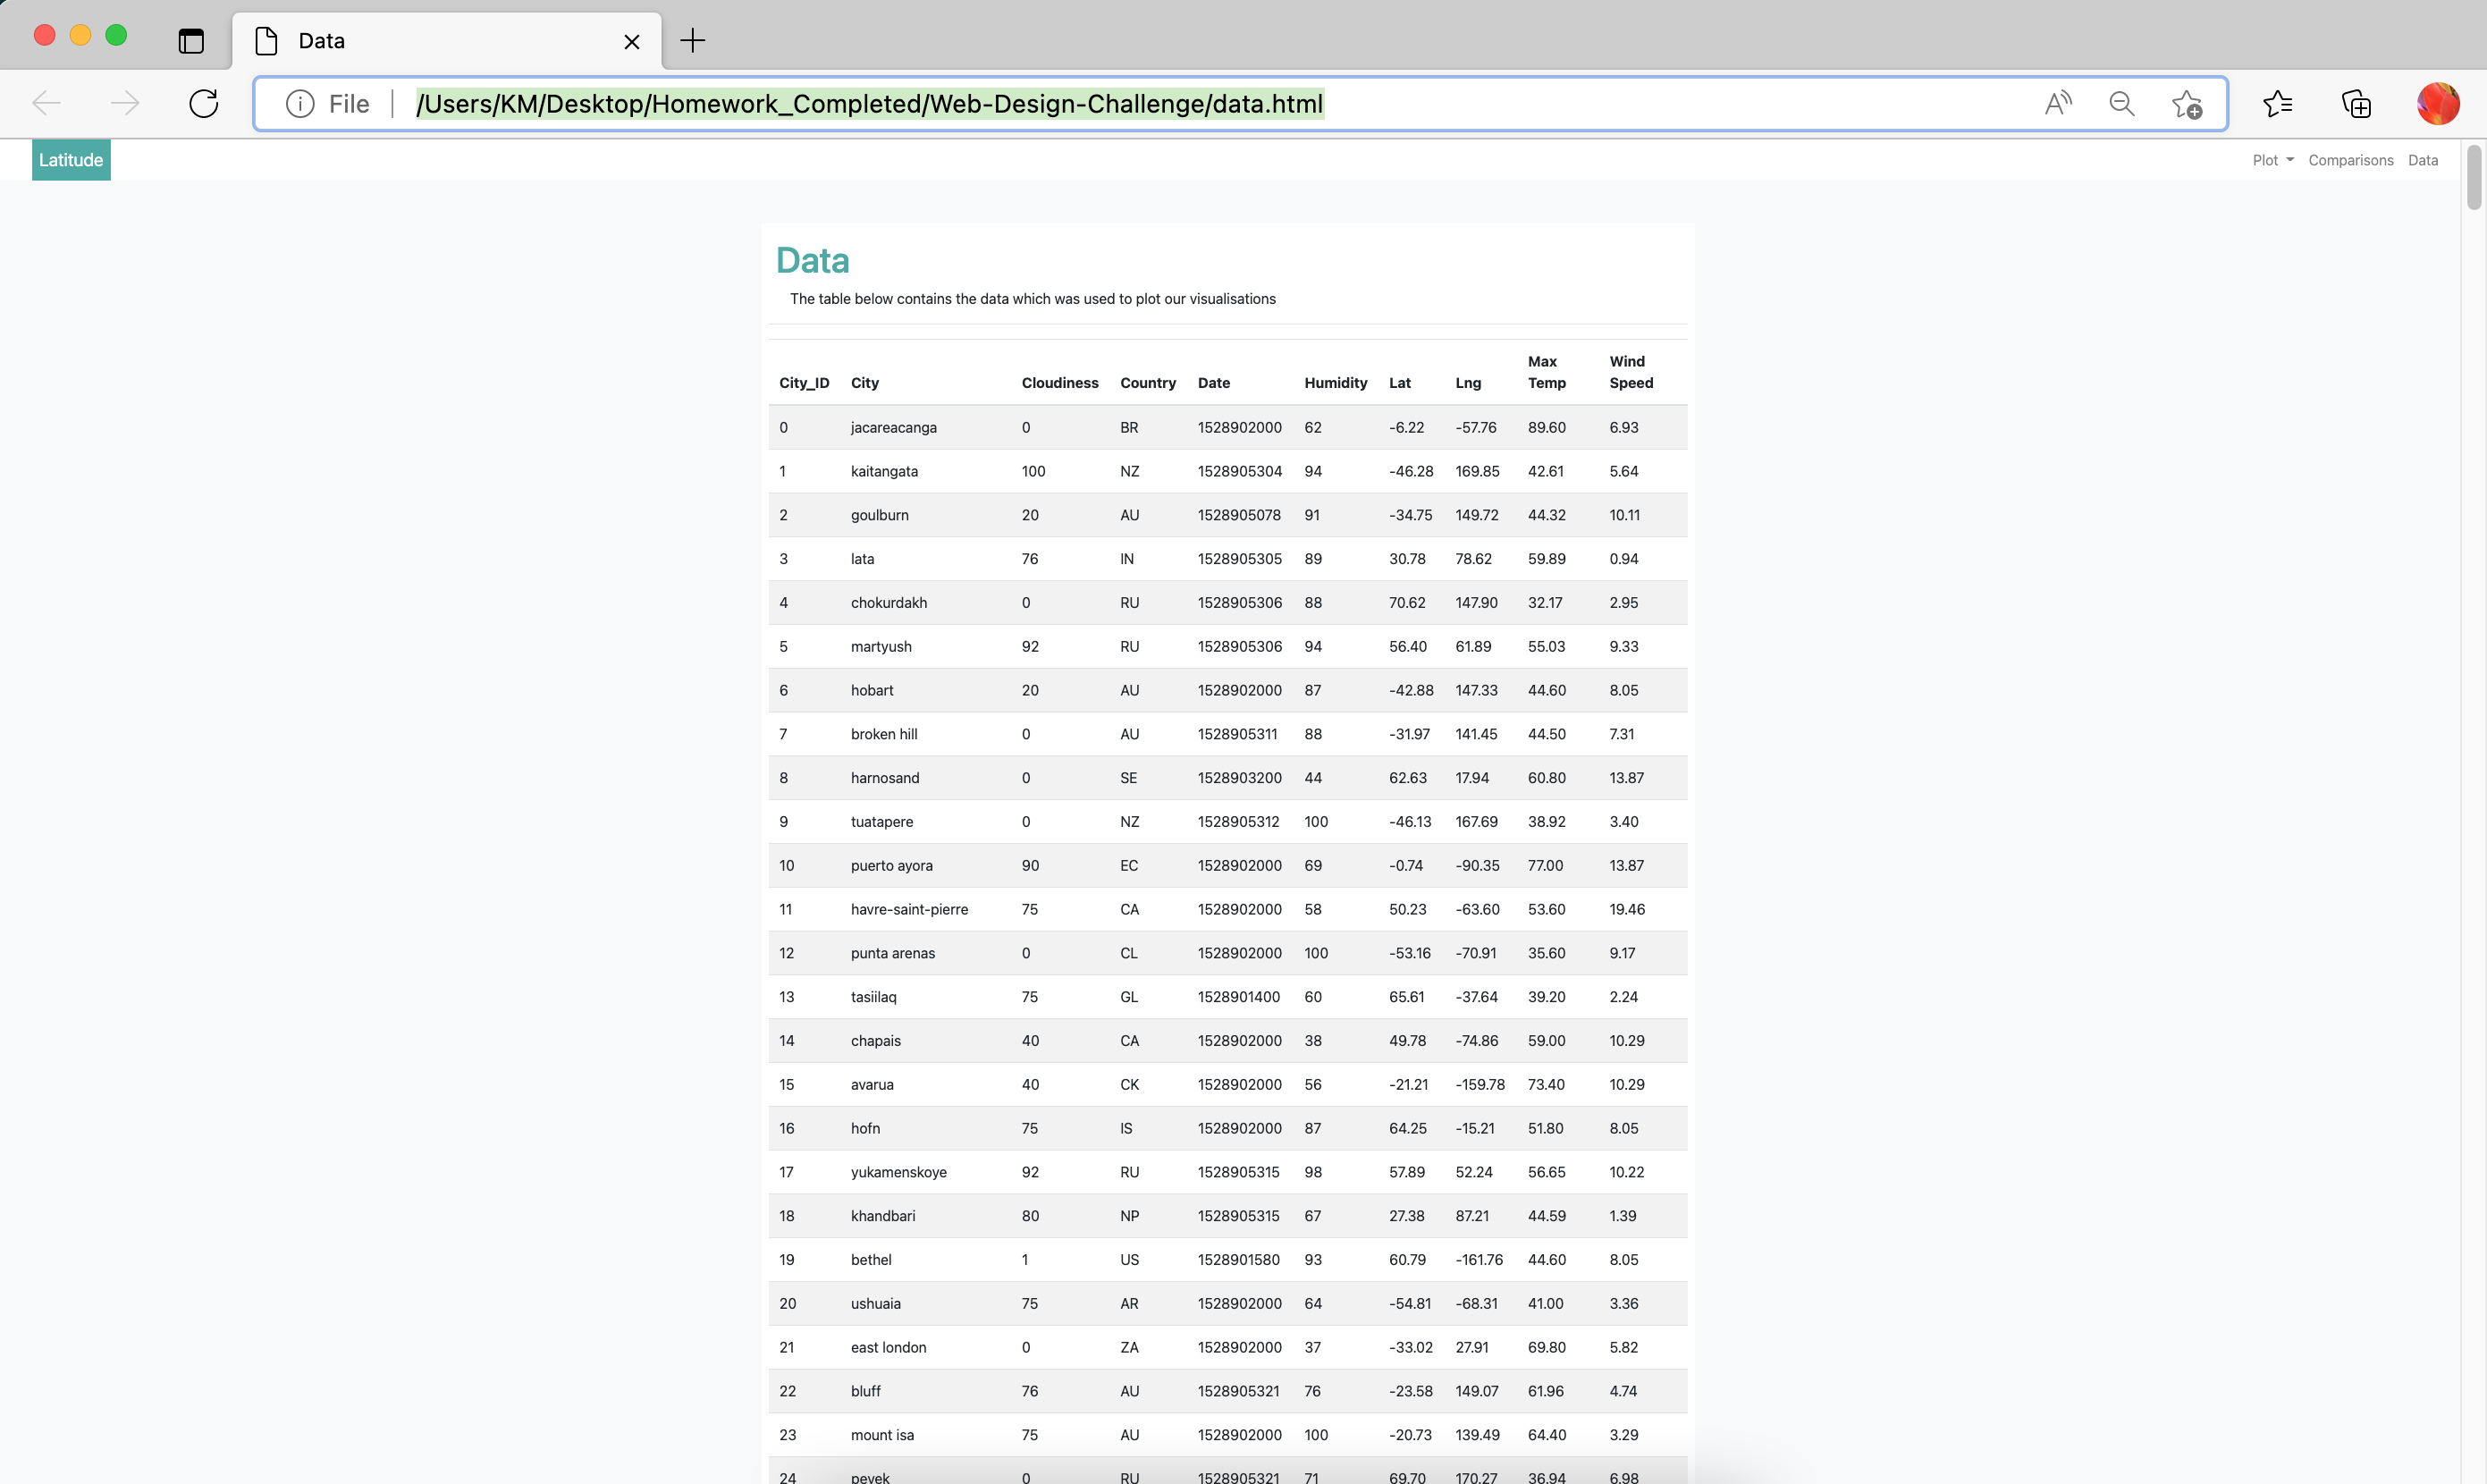 Data
File /Users/KM/Desktop/Homework_Completed/Web-Design-Challenge/data.html
Latitude Plot Comparisons Data
Data
The table below contains the data which was used to plot our visualisations
City_ID City Cloudiness Country Date Humidity Lat Lng Max Temp Wind Speed
0 jacareacanga 0 BR 1528902000 62 -6.22 -57.76 89.60 6.93
1 kaitangata 100 NZ 1528905304 94 -46.28 169.85 42.61 5.64
2 goulburn 20 AU 1528905078 91 -34.75 149.72 44.32 10.11
3 lata 76 IN 1528905305 89 30.78 78.62 59.89 0.94
4 chokurdakh 0 RU 1528905306 88 70.62 147.90 32.17 2.95
5 martyush 92 RU 1528905306 94 56.40 61.89 55.03 9.33
6 hobart 20 AU 1528902000 87 -42.88 147.33 44.60 8.05
7 broken hill 0 AU 1528905311 88 -31.97 141.45 44.50 7.31
8 harnosand 0 SE 1528903200 44 62.63 17.94 60.80 13.87
9 tuatapere 0 NZ 1528905312 100 -46.13 167.69 38.92 3.40
10 puerto ayora 90 EC 1528902000 69 -0.74 -90.35 77.00 13.87
11 havre-saint-pierre 75 CA 1528902000 58 50.23 -63.60 53.60 19.46
12 punta arenas 0 CL 1528902000 100 -53.16 -70.91 35.60 9.17
13 tasiilaq 75 GL 1528901400 60 65.61 -37.64 39.20 2.24
14 chapais 40 CA 1528902000 38 49.78 -74.86 59.00 10.29
15 avarua 40 CK 1528902000 56 -21.21 -159.78 73.40 10.29
16 hofn 75 IS 1528902000 87 64.25 -15.21 51.80 8.05
17 yukamenskoye 92 RU 1528905315 98 57.89 52.24 56.65 10.22
18 khandbari 80 NP 1528905315 67 27.38 87.21 44.59 1.39
19 bethel 1 US 1528901580 93 60.79 -161.76 44.60 8.05
20 ushuaia 75 AR 1528902000 64 -54.81 -68.31 41.00 3.36
21 east london 0 ZA 1528902000 37 -33.02 27.91 69.80 5.82
22 bluff 76 AU 1528905321 76 -23.58 149.07 61.96 4.74
23 mount isa 75 AU 1528902000 100 -20.73 139.49 64.40 3.29
24 pevek 0 RU 1528905321 71 69.70 170.27 36.94 6.98